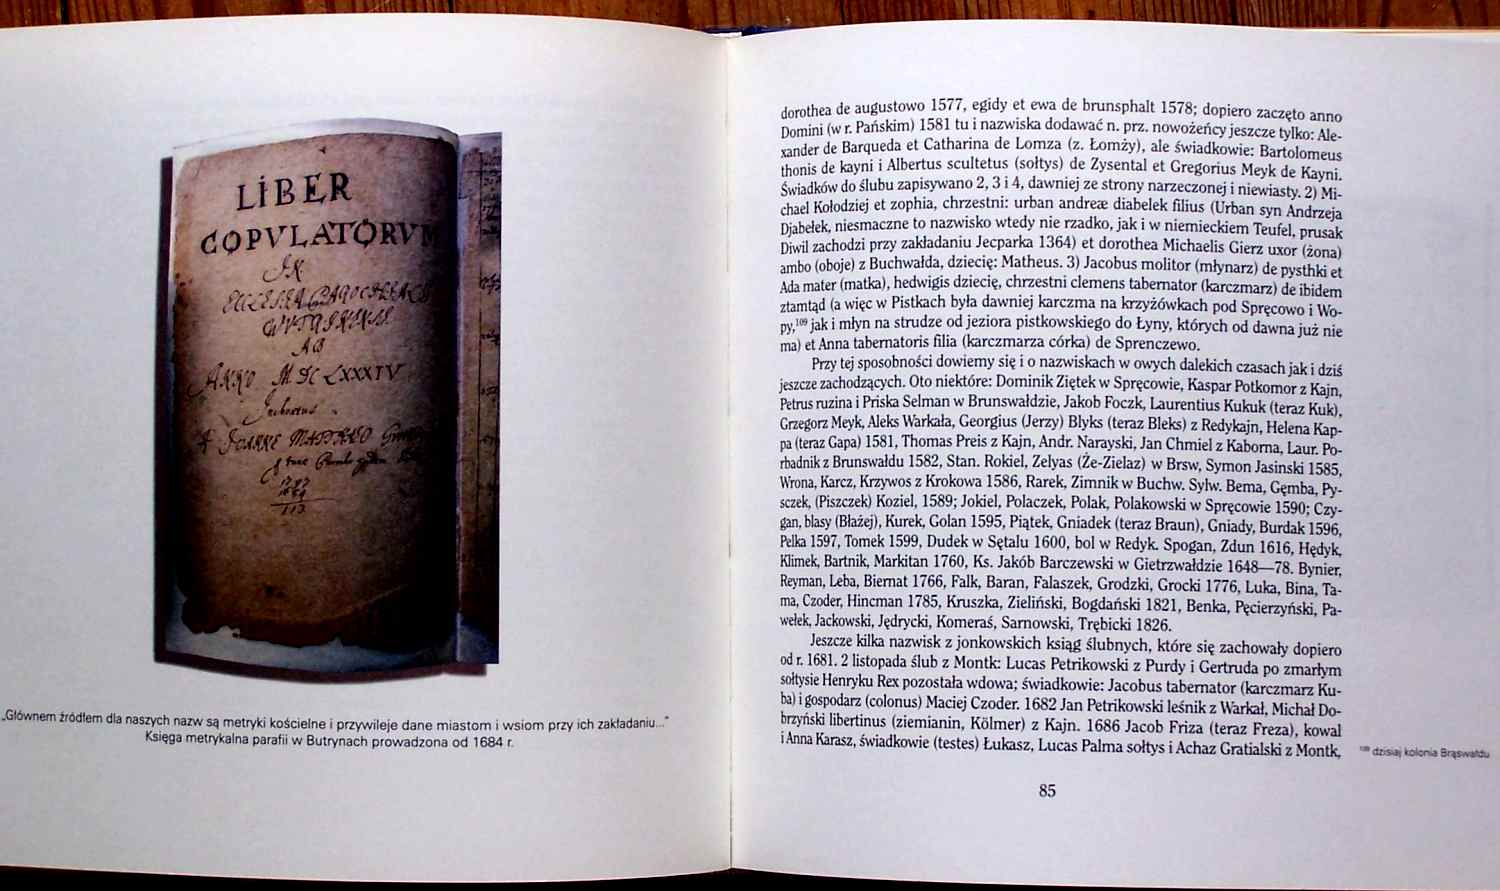 LIBER
COPVLATORVM
IN
ECCLESIA PAROCHIALI
AB
ANNO M DC LXXXIV
MATTHAEO
1797
1684
113
„Głównem źródłem dla naszych nazw są metryki kościelne i przywileje dane miastom i wsiom przy ich zakładaniu...”
Księga metrykalna parafii w Butrynach prowadzona od 1684 r.
dorothea de augustowo 1577, egidy et ewa de brunsphalt 1578; dopiero zaczęto anno
Domini (w r. Pańskim) 1581 tu i nazwiska dodawać n. prz. nowożeńcy jeszcze tylko: Ale-
xander de Barqueda et Catharina de Lomza (z. Łomży), ale świadkowie: Bartolomeus
thonis de kayni i Albertus scultetus (sołtys) de Zysental et Gregorius Meyk de Kayni.
Świadków do ślubu zapisywano 2, 3 i 4, dawniej ze strony narzeczonej i niewiasty. 2) Mi-
chael Kołodziej et zophia, chrzestni: urban andreæ diabelek filius (Urban syn Andrzeja
Djabełek, niesmaczne to nazwisko wtedy nie rzadko, jak i w niemieckiem Teufel, prusak
Diwil zachodzi przy zakładaniu Jecparka 1364) et dorothea Michaelis Gierz uxor (żona)
ambo (oboje) z Buchwałda, dziecię: Matheus. 3) Jacobus molitor (młynarz) de pysthki et
Ada mater (matka), hedwigis dziecię, chrzestni clemens tabernator (karczmarz) de ibidem
ztamtąd (a więc w Pistkach była dawniej karczma na krzyżówkach pod Spręcowo i Wo-
py,¹⁰⁹ jak i młyn na strudze od jeziora pistkowskiego do Łyny, których od dawna już nie
ma) et Anna tabernatoris filia (karczmarza córka) de Sprenczewo.
Przy tej sposobności dowiemy się i o nazwiskach w owych dalekich czasach jak i dziś
jeszcze zachodzących. Oto niektóre: Dominik Ziętek w Spręcowie, Kaspar Potkomor z Kajn,
Petrus ruzina i Priska Selman w Brunswałdzie, Jakob Foczk, Laurentius Kukuk (teraz Kuk),
Grzegorz Meyk, Aleks Warkała, Georgius (Jerzy) Blyks (teraz Bleks) z Redykajn, Helena Kap-
pa (teraz Gapa) 1581, Thomas Preis z Kajn, Andr. Narayski, Jan Chmiel z Kaborna, Laur. Po-
rbadnik z Brunswałdu 1582, Stan. Rokiel, Zelyas (Że-Zielaz) w Brsw, Symon Jasinski 1585,
Wrona, Karcz, Krzywos z Krokowa 1586, Rarek, Zimnik w Buchw. Sylw. Bema, Gęmba, Py-
sczek, (Piszczek) Koziel, 1589; Jokiel, Polaczek, Polak, Polakowski w Spręcowie 1590; Czy-
gan, blasy (Błażej), Kurek, Golan 1595, Piątek, Gniadek (teraz Braun), Gniady, Burdak 1596,
Pełka 1597, Tomek 1599, Dudek w Sętalu 1600, bol w Redyk. Spogan, Zdun 1616, Hędyk,
Klimek, Bartnik, Markitan 1760, Ks. Jakób Barczewski w Gietrzwałdzie 1648—78. Bynier,
Reyman, Leba, Biernat 1766, Falk, Baran, Falaszek, Grodzki, Grocki 1776, Luka, Bina, Ta-
ma, Czoder, Hincman 1785, Kruszka, Zieliński, Bogdański 1821, Benka, Pęcierzyński, Pa-
wełek, Jackowski, Jędrycki, Komeraś, Sarnowski, Trębicki 1826.
Jeszcze kilka nazwisk z jonkowskich ksiąg ślubnych, które się zachowały dopiero
od r. 1681. 2 listopada ślub z Montk: Lucas Petrikowski z Purdy i Gertruda po zmarłym
sołtysie Henryku Rex pozostała wdowa; świadkowie: Jacobus tabernator (karczmarz Ku-
ba) i gospodarz (colonus) Maciej Czoder. 1682 Jan Petrikowski leśnik z Warkał, Michał Do-
brzyński libertinus (ziemianin, Kölmer) z Kajn. 1686 Jacob Friza (teraz Freza), kowal
i Anna Karasz, świadkowie (testes) Łukasz, Lucas Palma sołtys i Achaz Gratialski z Montk,
¹⁰⁹ dzisiaj kolonia Brąswałdu
85